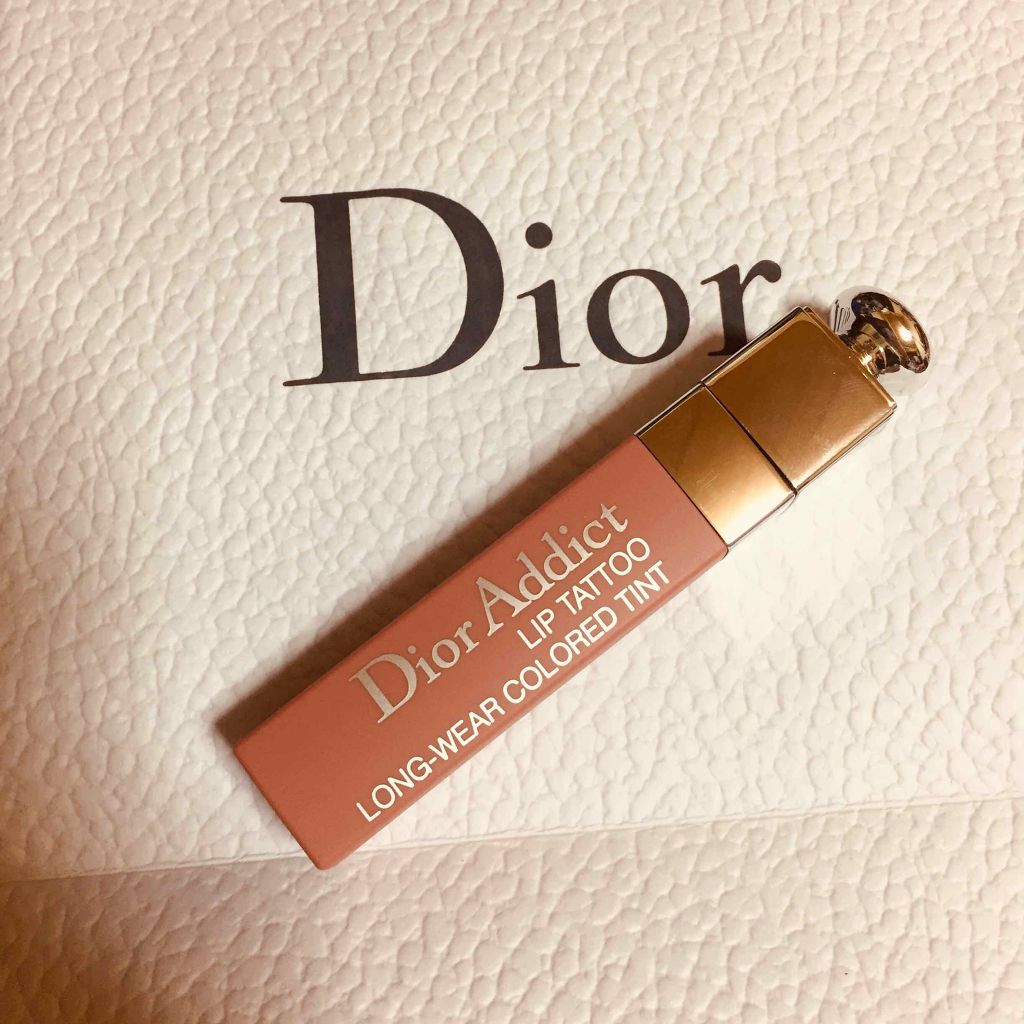 Dior
Dior Addict
LIP TATTOO
LONG-WEAR COLORED TINT